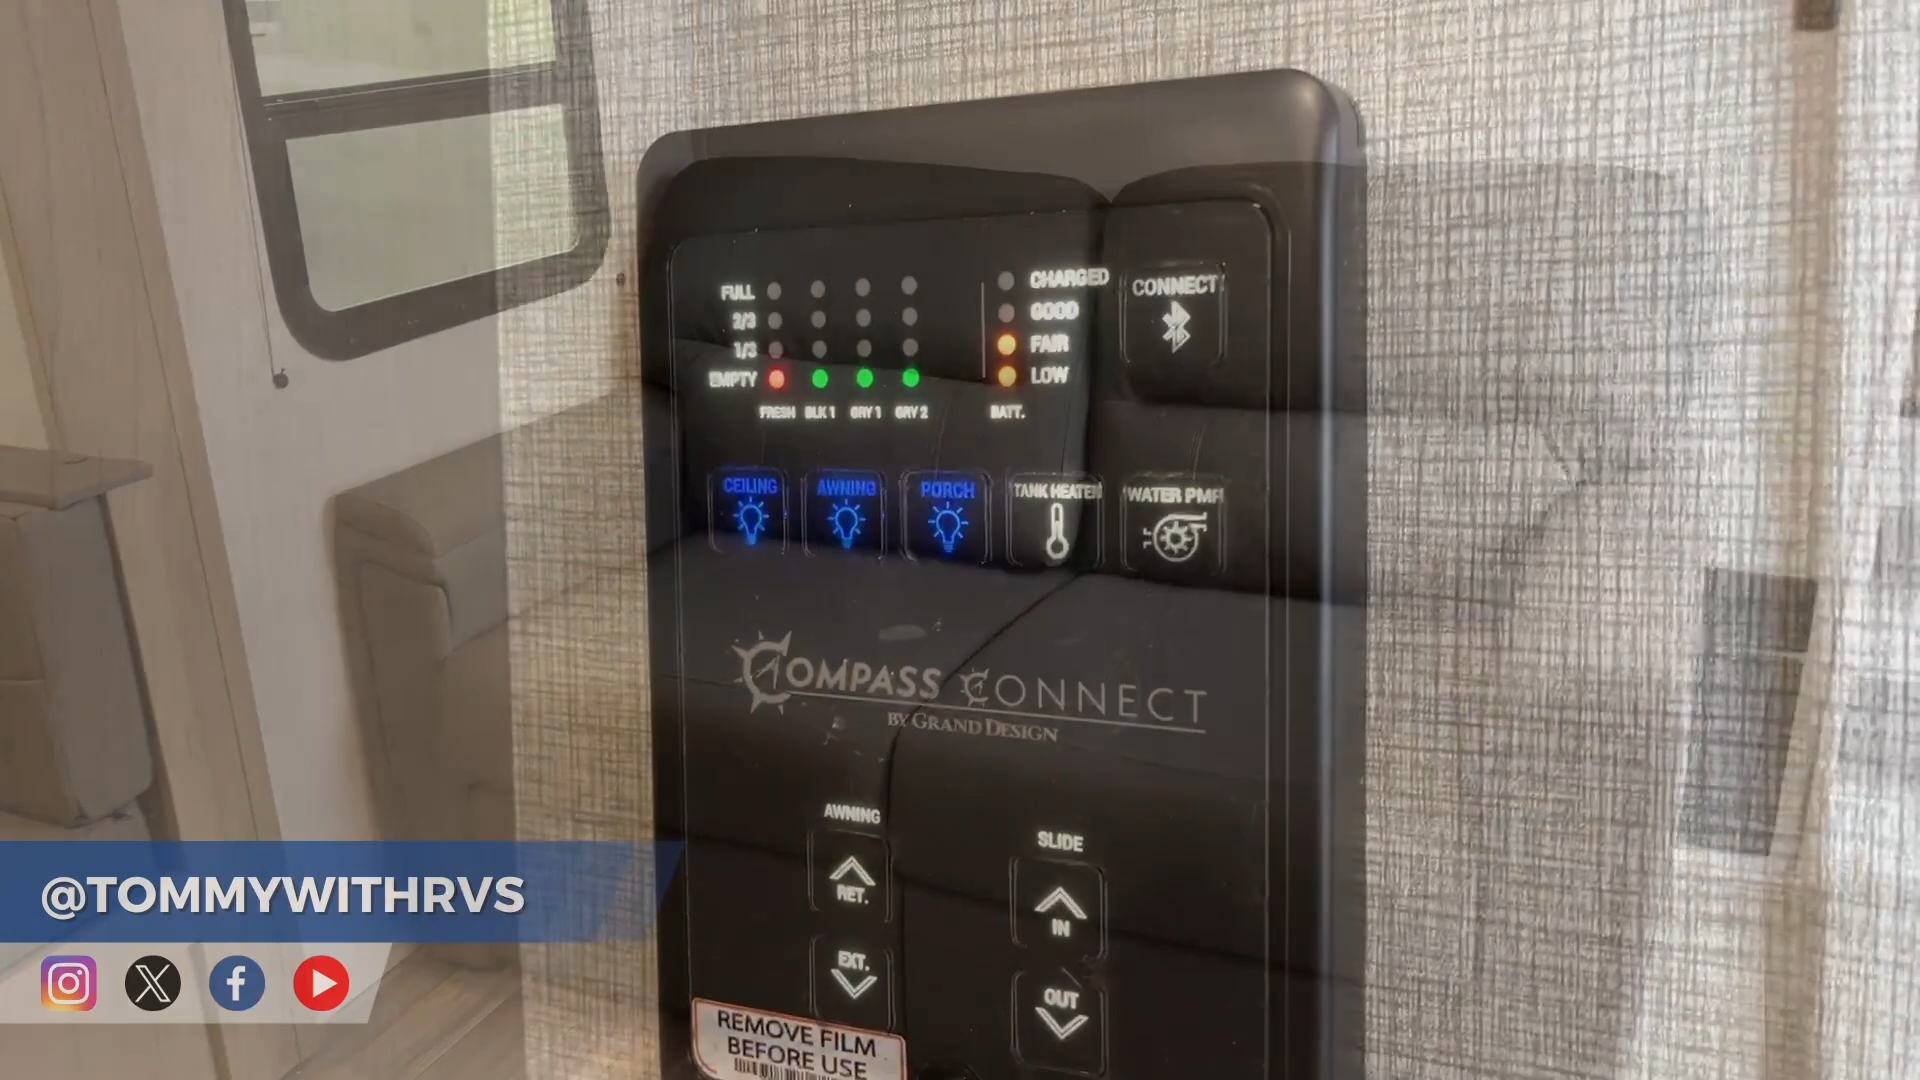 FULL
2/3
1/3
EMPTY
FRESH BLK 1 GRY 1 GRY 2
CHARGED
GOOD
FAIR
LOW
BATT.
CONNECT
CEILING AWNING PORCH TANK HEATER WATER PMP
COMPASS CONNECT
BY GRAND DESIGN
AWNING
RET.
EXT.
SLIDE
IN
OUT
REMOVE FILM
BEFORE USE
@TOMMYWITHRVS